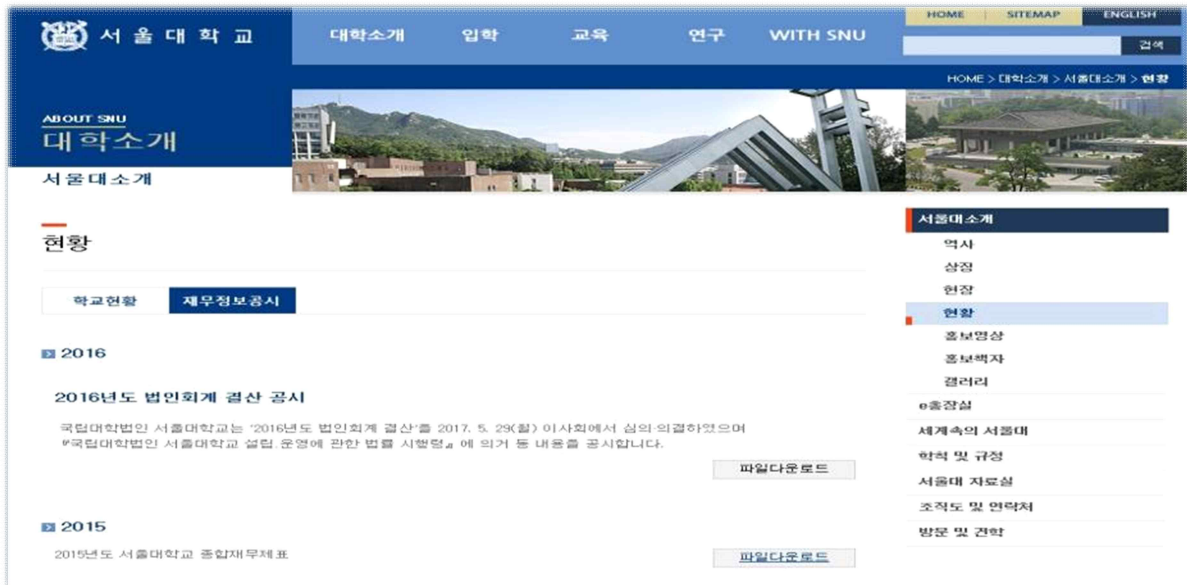 서울대학교
대학소개 입학 교육 연구 WITH SNU
HOME SITEMAP ENGLISH
검색
HOME > 대학소개 > 서울대소개 > 현황
ABOUT SNU
대학소개
서울대소개
현황
학교현황 재무정보공시
2016
2016년도 법인회계 결산 공시
국립대학법인 서울대학교는 '2016년도 법인회계 결산'을 2017. 5. 29(월) 이사회에서 심의·의결하였으며
『국립대학법인 서울대학교 설립.운영에 관한 법률 시행령』에 의거 동 내용을 공시합니다.
파일다운로드
2015
2015년도 서울대학교 종합재무제표
파일다운로드
서울대소개
역사
상징
헌장
현황
홍보영상
홍보책자
갤러리
e총장실
세계속의 서울대
학칙 및 규정
서울대 자료실
조직도 및 연락처
방문 및 견학